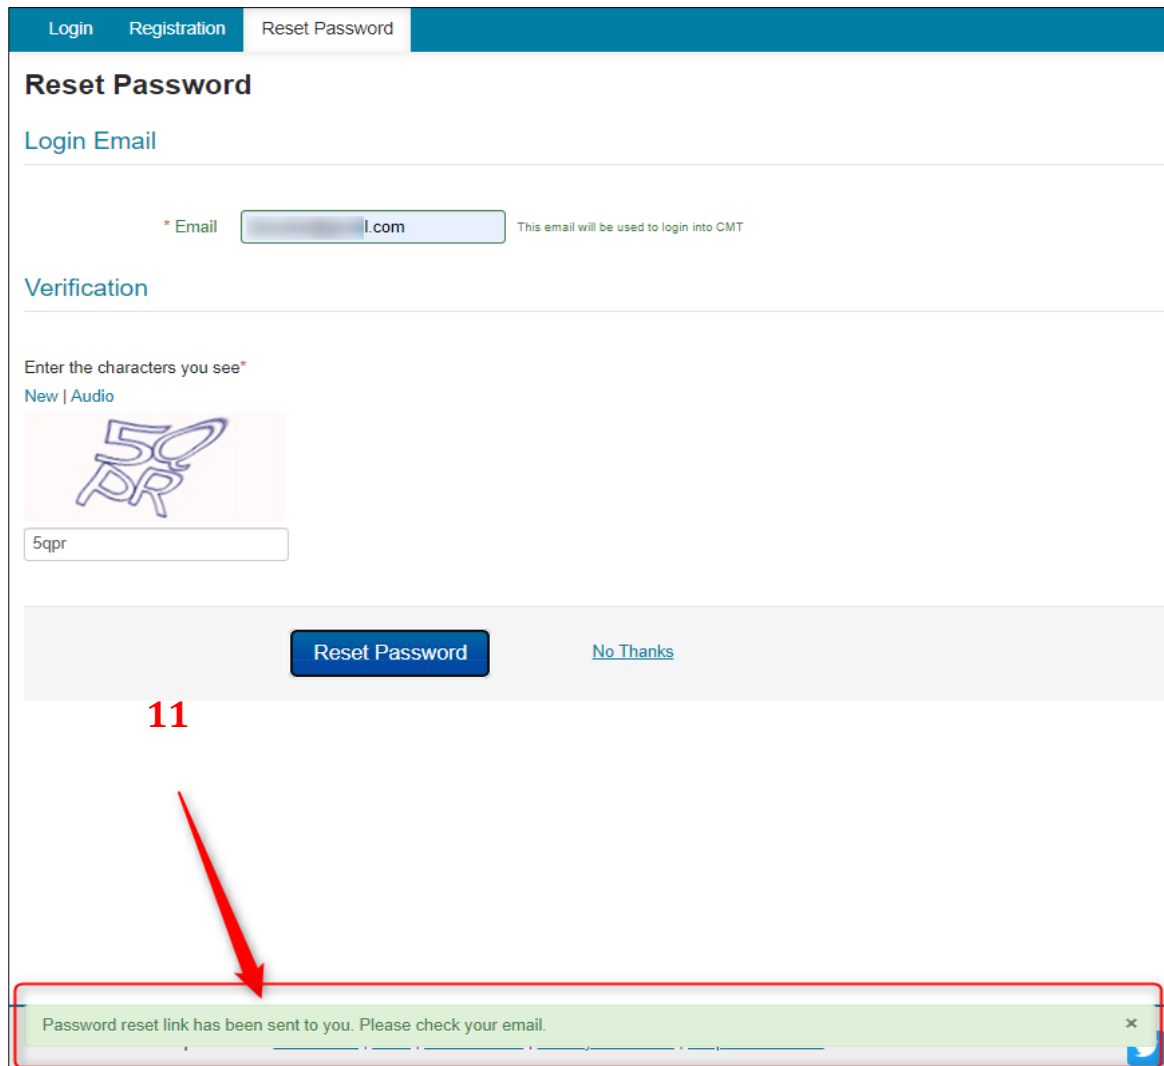 Login Registration Reset Password
Reset Password
Login Email
* Email l.com This email will be used to login into CMT
Verification
Enter the characters you see*
New | Audio
5Q
PR
5qpr
Reset Password No Thanks
11
Password reset link has been sent to you. Please check your email. ×